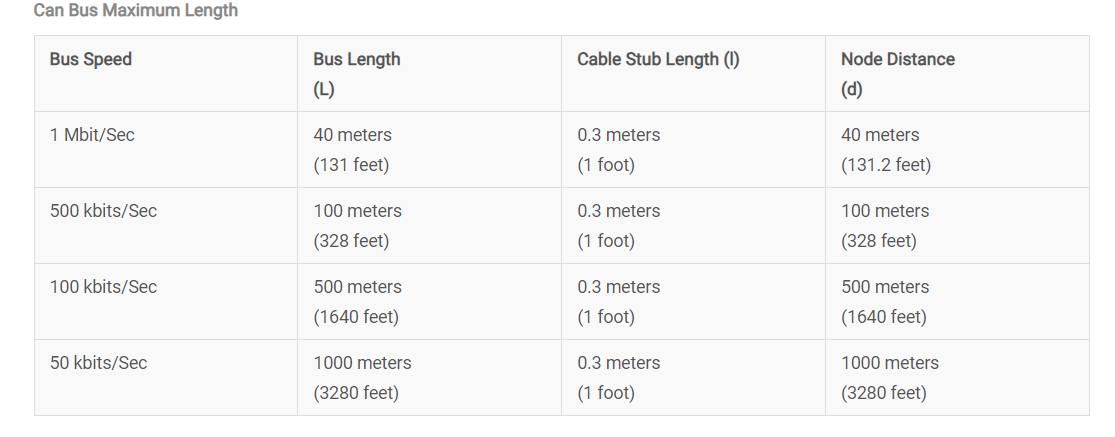 Can Bus Maximum Length
Bus Speed
Bus Length
(L)
Cable Stub Length (l)
Node Distance
(d)
1 Mbit/Sec
40 meters
(131 feet)
0.3 meters
(1 foot)
40 meters
(131.2 feet)
500 kbits/Sec
100 meters
(328 feet)
0.3 meters
(1 foot)
100 meters
(328 feet)
100 kbits/Sec
500 meters
(1640 feet)
0.3 meters
(1 foot)
500 meters
(1640 feet)
50 kbits/Sec
1000 meters
(3280 feet)
0.3 meters
(1 foot)
1000 meters
(3280 feet)